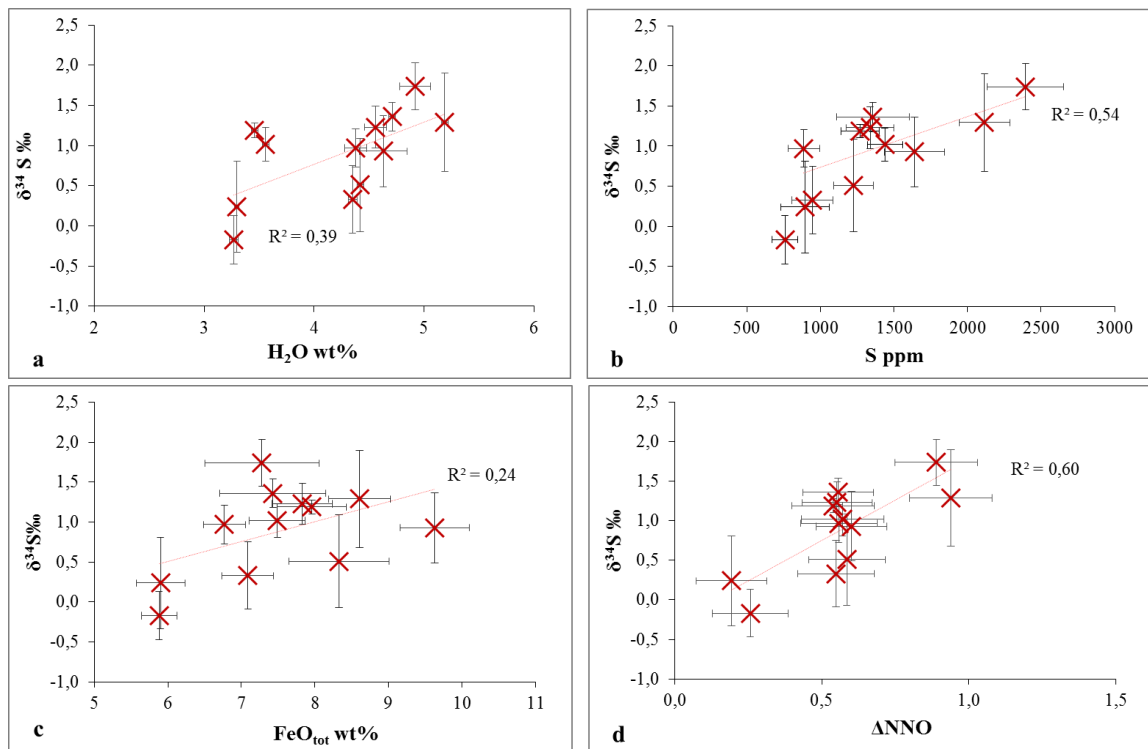 2,5
2,0
1,5
1,0
0,5
0,0
-0,5
-1,0
δ³⁴ S ‰
R² = 0,39
2 3 4 5 6
H₂O wt%
a
2,5
2,0
1,5
1,0
0,5
0,0
-0,5
-1,0
δ³⁴S ‰
R² = 0,54
0 500 1000 1500 2000 2500 3000
S ppm
b
2,5
2,0
1,5
1,0
0,5
0,0
-0,5
-1,0
δ³⁴S‰
R² = 0,24
5 6 7 8 9 10 11
FeOtot wt%
c
2,5
2,0
1,5
1,0
0,5
0,0
-0,5
-1,0
δ³⁴S ‰
R² = 0,60
0,0 0,5 1,0 1,5
ΔNNO
d